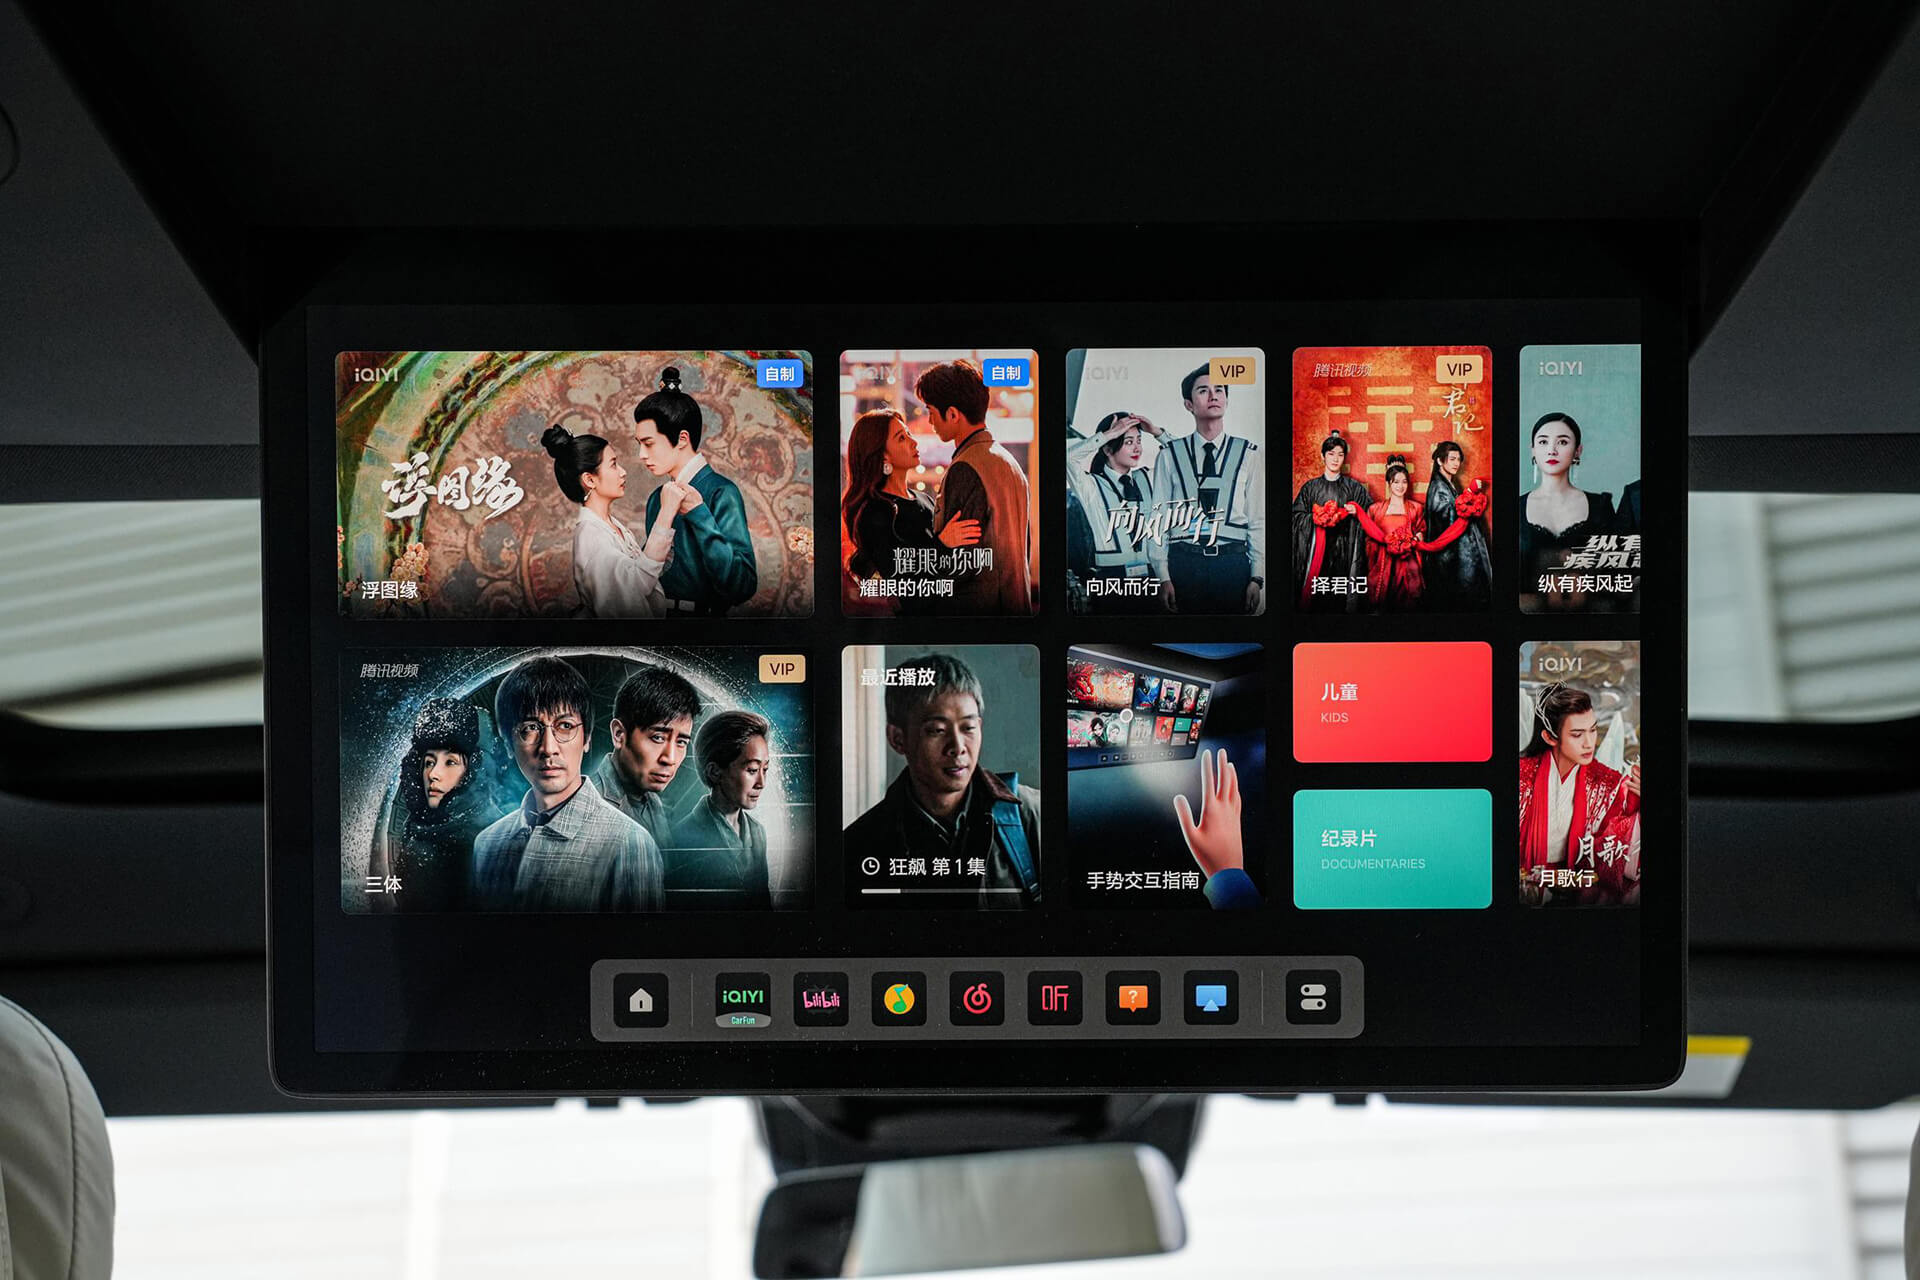 iQIYI
自制
浮图缘
浮图缘
iQIYI
自制
耀眼的你啊
耀眼的你啊
iQIYI
VIP
向风而行
向风而行
腾讯视频
VIP
君记
择君记
iQIYI
纵有
疾风起
纵有疾风起
腾讯视频
VIP
三体
最近播放
狂飙 第1集
手势交互指南
儿童
KIDS
纪录片
DOCUMENTARIES
iQIYI
月歌
月歌行
iQIYI
CarFun
bilibili
听
?